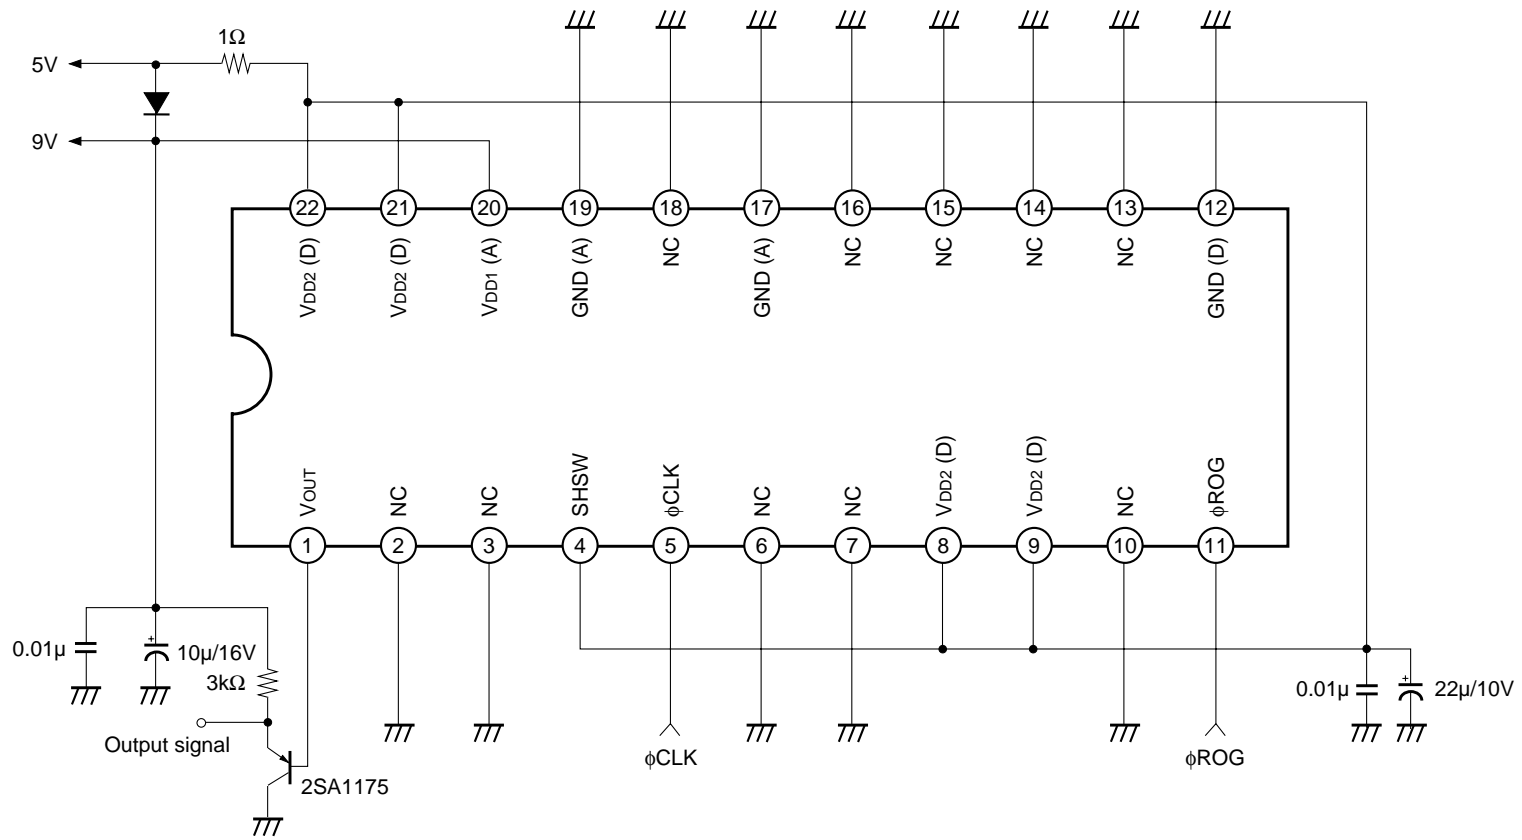 1Ω
5V
9V
22 21 20 19 18 17 16 15 14 13 12
VDD2 (D)
VDD2 (D)
VDD1 (A)
GND (A)
NC
GND (A)
NC
NC
NC
NC
GND (D)
VOUT
NC
NC
SHSW
ϕCLK
NC
NC
VDD2 (D)
VDD2 (D)
NC
ϕROG
1 2 3 4 5 6 7 8 9 10 11
0.01µ
+
10µ/16V
3kΩ
0.01µ
+
22µ/10V
Output signal
ϕCLK
ϕROG
2SA1175